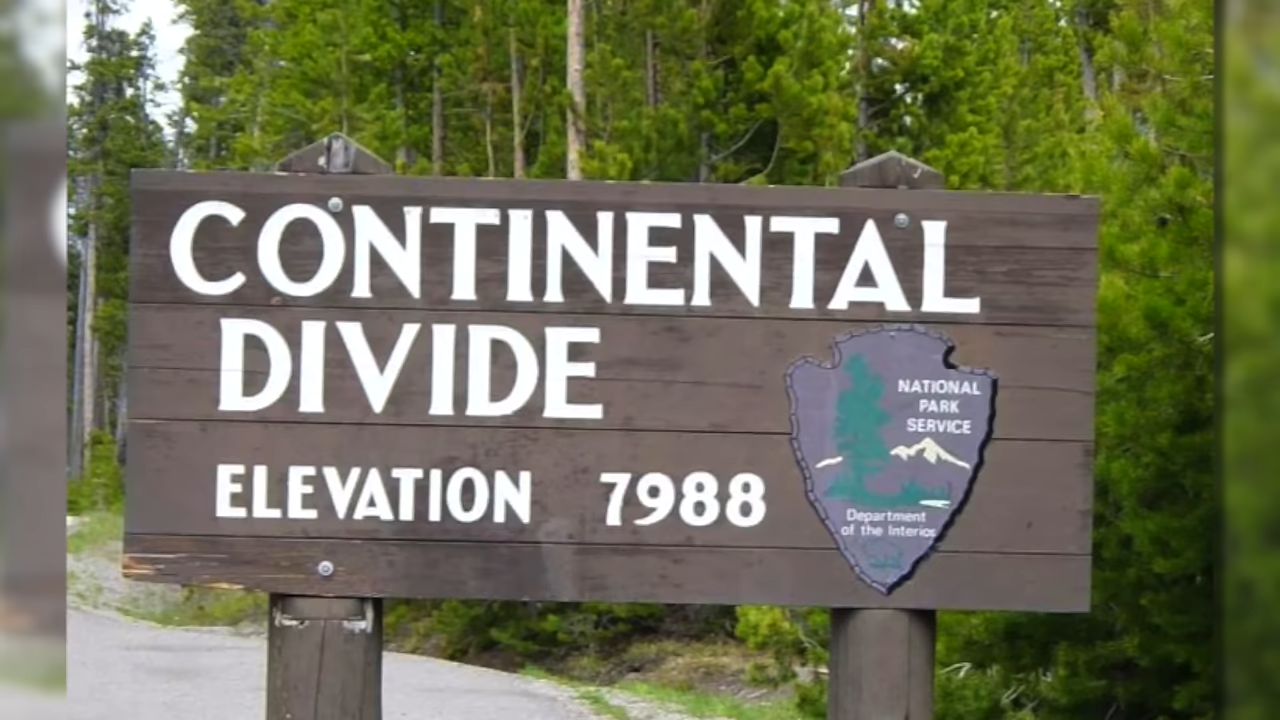 CONTINENTAL
DIVIDE
ELEVATION 7988
NATIONAL
PARK
SERVICE
Department
of the Interior